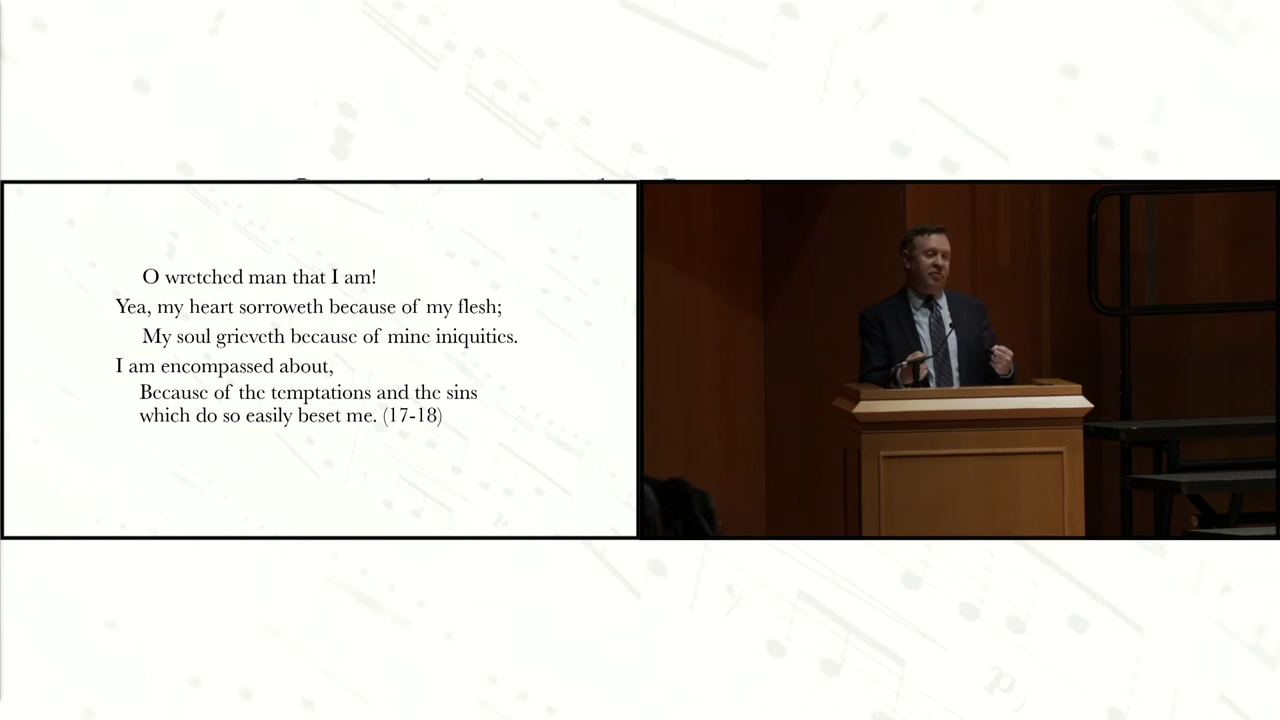 O wretched man that I am!
Yea, my heart sorroweth because of my flesh;
My soul grieveth because of mine iniquities.
I am encompassed about,
Because of the temptations and the sins
which do so easily beset me. (17-18)